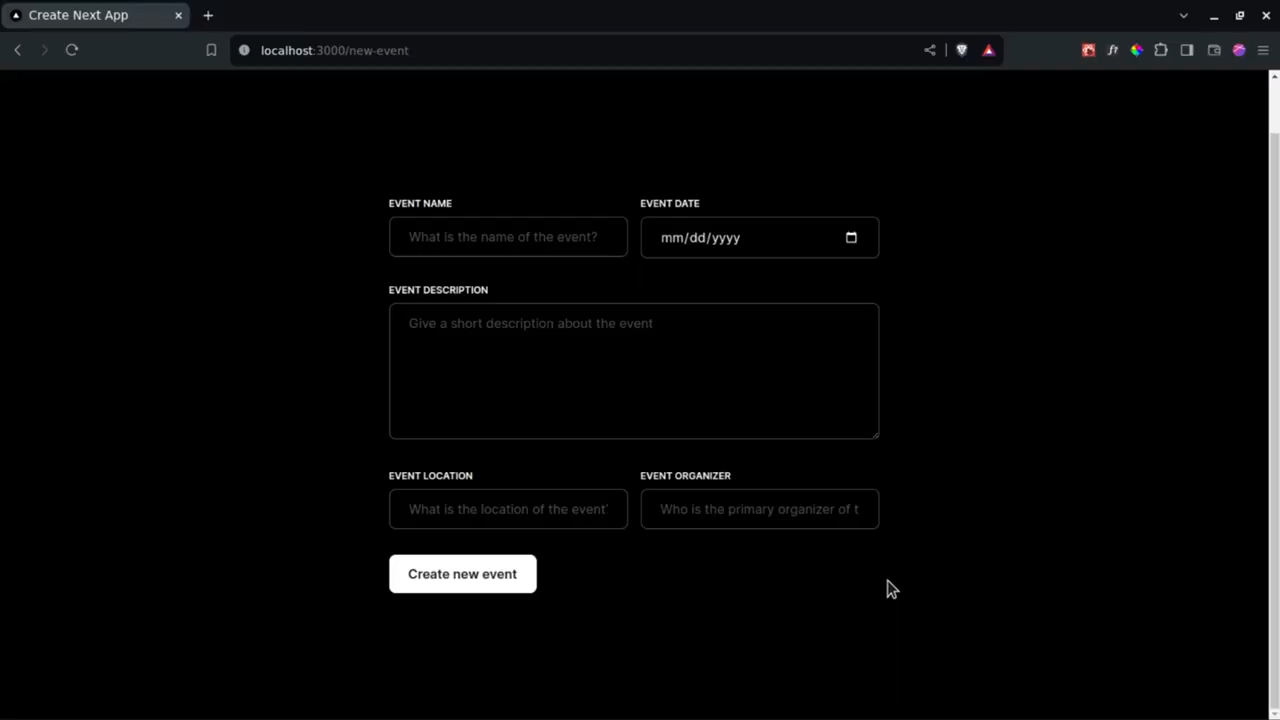 Create Next App
localhost:3000/new-event
EVENT NAME
EVENT DATE
What is the name of the event?
mm/dd/yyyy
EVENT DESCRIPTION
Give a short description about the event
EVENT LOCATION
EVENT ORGANIZER
What is the location of the event'
Who is the primary organizer of t
Create new event